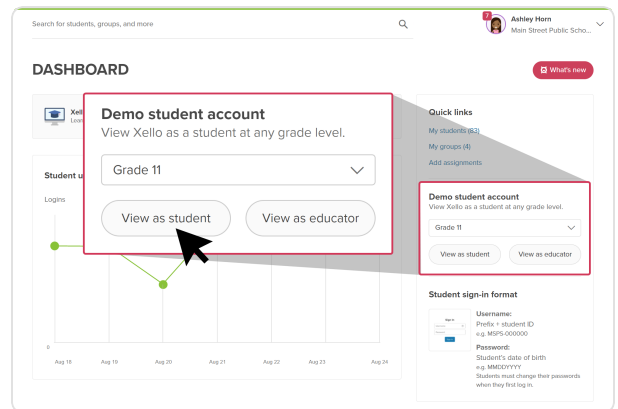 Search for students, groups, and more
7
Ashley Horn
Main Street Public Scho...
DASHBOARD
What's new
Xell
Lear
Demo student account
View Xello as a student at any grade level.
Grade 11
View as student
View as educator
Student u
Logins
0
Aug 18
Aug 19
Aug 20
Aug 21
Aug 22
Aug 23
Aug 24
Quick links
My students (83)
My groups (4)
Add assignments
Demo student account
View Xello as a student at any grade level.
Grade 11
View as student
View as educator
Student sign-in format
Sign in
Username:
Prefix + student ID
e.g. MSPS-000000
Password:
Student's date of birth
e.g. MMDDYYYY
Students must change their passwords
when they first log in.